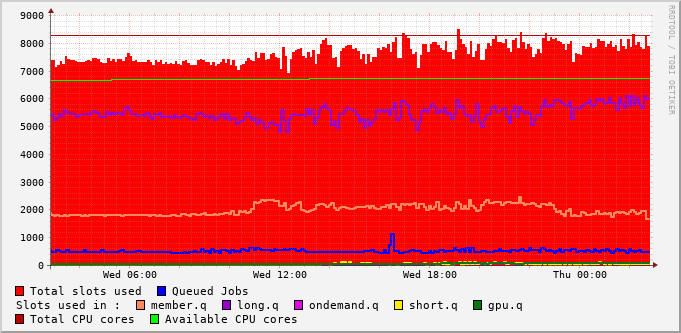 9000
8000
7000
6000
5000
4000
3000
2000
1000
0
Wed 06:00 Wed 12:00 Wed 18:00 Thu 00:00
Total slots used Queued Jobs
Slots used in : member.q long.q ondemand.q short.q gpu.q
Total CPU cores Available CPU cores
RRDTOOL / TOBI OETIKER